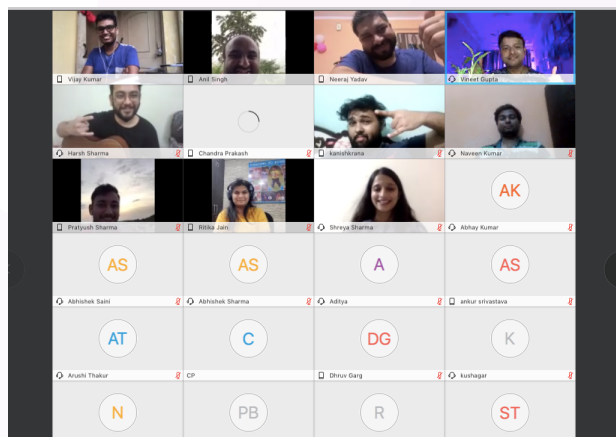 Vijay Kumar
Anil Singh
Neeraj Yadav
Vineet Gupta
Harsh Sharma
Chandra Prakash
kanishkrana
Naveen Kumar
Pratyush Sharma
Ritika Jain
Shreya Sharma
AK
Abhay Kumar
AS
Abhishek Saini
AS
Abhishek Sharma
A
Aditya
AS
ankur srivastava
AT
Arushi Thakur
C
CP
DG
Dhruv Garg
K
kushagar
N
PB
R
ST